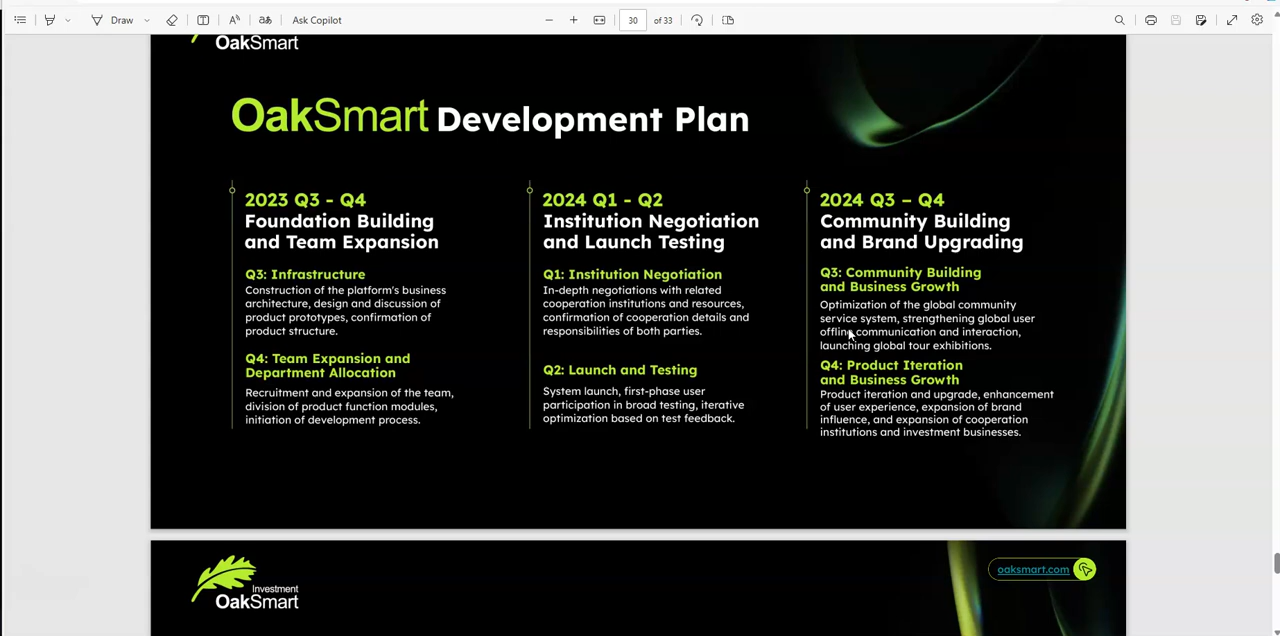 Draw
Ask Copilot
30 of 33
OakSmart
OakSmart Development Plan
2023 Q3 - Q4
Foundation Building
and Team Expansion
Q3: Infrastructure
Construction of the platform's business
architecture, design and discussion of
product prototypes, confirmation of
product structure.
Q4: Team Expansion and
Department Allocation
Recruitment and expansion of the team,
division of product function modules,
initiation of development process.
2024 Q1 - Q2
Institution Negotiation
and Launch Testing
Q1: Institution Negotiation
In-depth negotiations with related
cooperation institutions and resources,
confirmation of cooperation details and
responsibilities of both parties.
Q2: Launch and Testing
System launch, first-phase user
participation in broad testing, iterative
optimization based on test feedback.
2024 Q3 – Q4
Community Building
and Brand Upgrading
Q3: Community Building
and Business Growth
Optimization of the global community
service system, strengthening global user
offline communication and interaction,
launching global tour exhibitions.
Q4: Product Iteration
and Business Growth
Product iteration and upgrade, enhancement
of user experience, expansion of brand
influence, and expansion of cooperation
institutions and investment businesses.
Investment
OakSmart
oaksmart.com